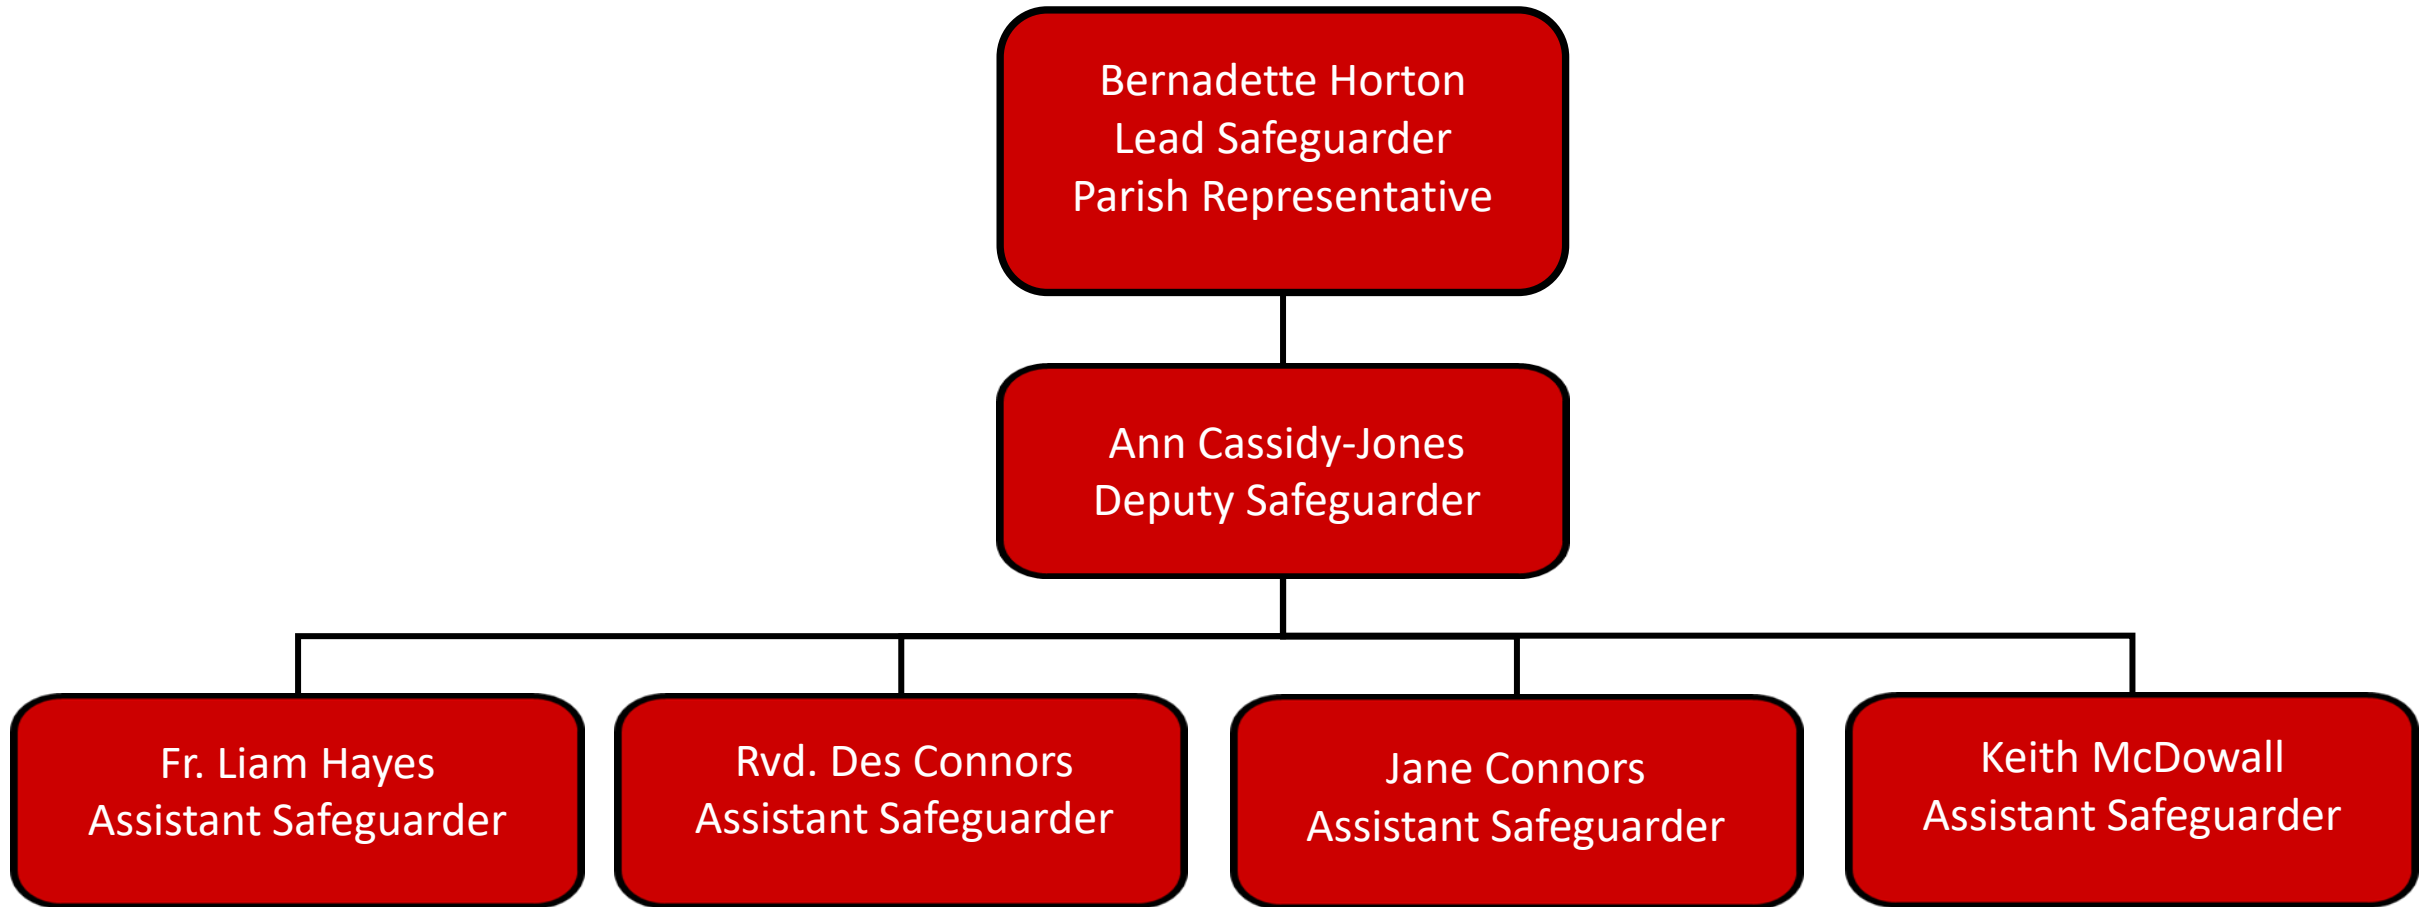 Bernadette Horton
Lead Safeguarder
Parish Representative
Ann Cassidy-Jones
Deputy Safeguarder
Fr. Liam Hayes
Assistant Safeguarder
Rvd. Des Connors
Assistant Safeguarder
Jane Connors
Assistant Safeguarder
Keith McDowall
Assistant Safeguarder